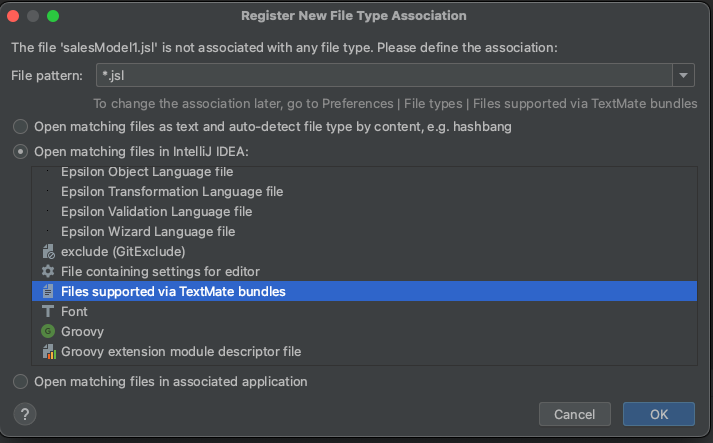 Register New File Type Association
The file 'salesModel1.jsl' is not associated with any file type. Please define the association:
File pattern: *.jsl
To change the association later, go to Preferences | File types | Files supported via TextMate bundles
Open matching files as text and auto-detect file type by content, e.g. hashbang
Open matching files in IntelliJ IDEA:
Epsilon Object Language file
Epsilon Transformation Language file
Epsilon Validation Language file
Epsilon Wizard Language file
exclude (GitExclude)
File containing settings for editor
Files supported via TextMate bundles
Font
Groovy
Groovy extension module descriptor file
Open matching files in associated application
? Cancel OK